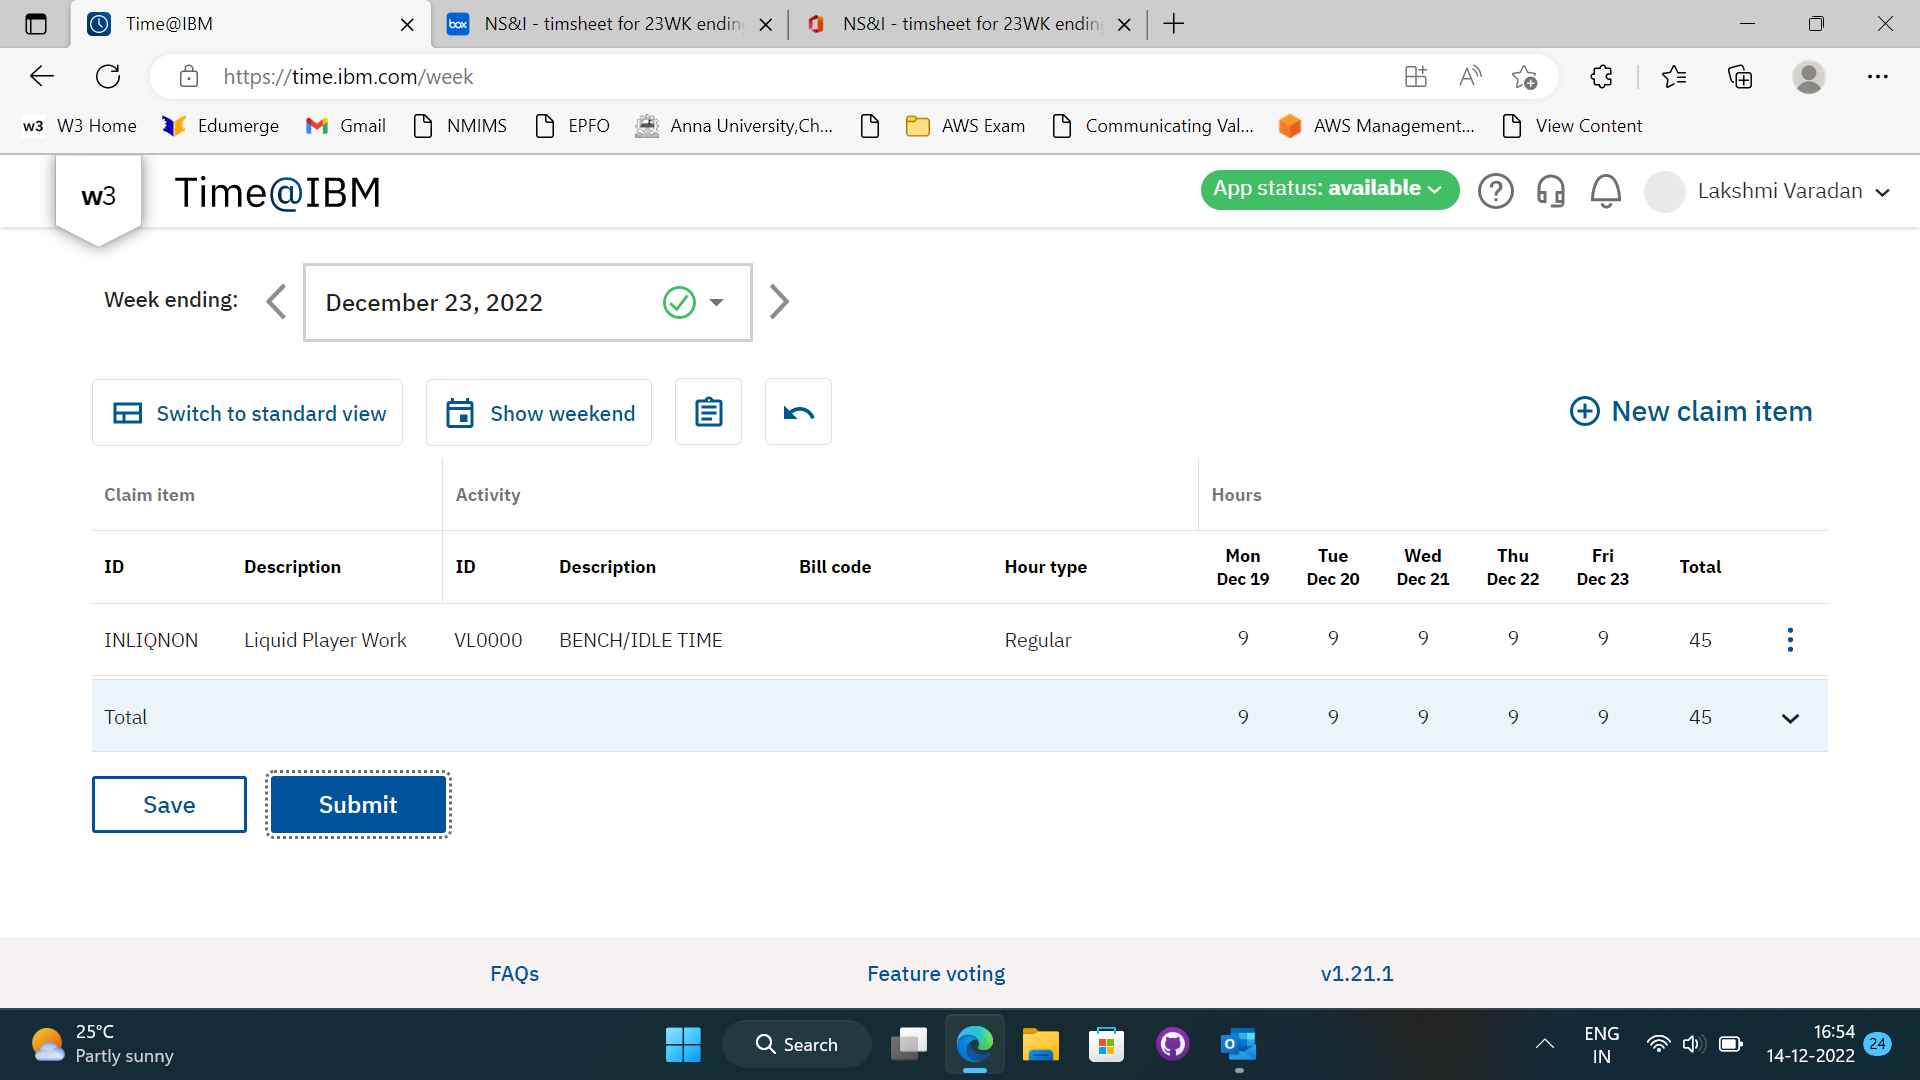 Time@IBM
NS&I - timsheet for 23WK ending
NS&I - timsheet for 23WK ending
https://time.ibm.com/week
w3 W3 Home Edumerge Gmail NMIMS EPFO Anna University,Ch... AWS Exam Communicating Val... AWS Management... View Content
w3 Time@IBM App status: available Lakshmi Varadan
Week ending: December 23, 2022
Switch to standard view Show weekend New claim item
Claim item Activity Hours
ID Description ID Description Bill code Hour type Mon Tue Wed Thu Fri Total
Dec 19 Dec 20 Dec 21 Dec 22 Dec 23
INLIQNON Liquid Player Work VL0000 BENCH/IDLE TIME Regular 9 9 9 9 9 45
Total 9 9 9 9 9 45
Save Submit
FAQs Feature voting v1.21.1
25°C
Partly sunny
Search
ENG
IN
16:54
14-12-2022
24